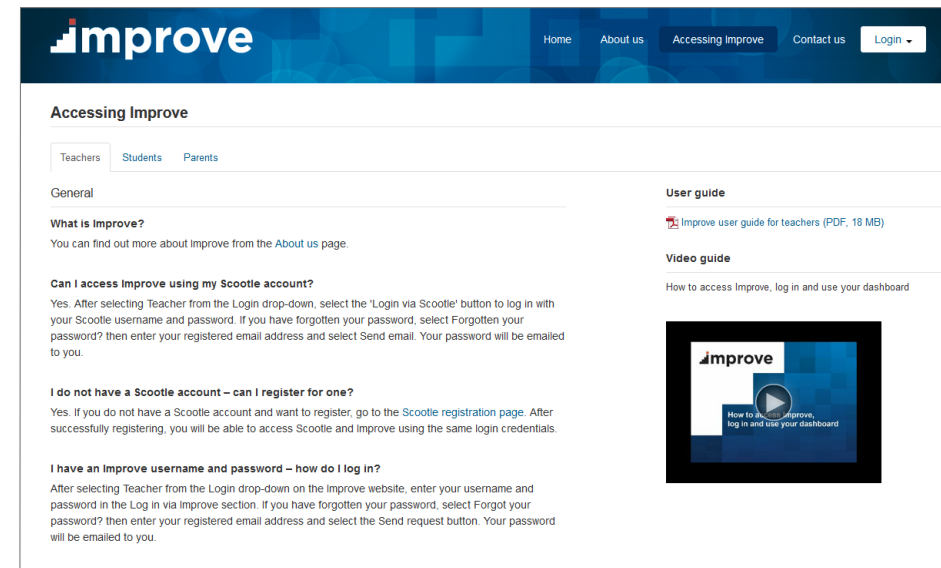 improve
Home About us Accessing Improve Contact us Login
Accessing Improve
Teachers Students Parents
General
What is Improve?
You can find out more about Improve from the About us page.
Can I access Improve using my Scootle account?
Yes. After selecting Teacher from the Login drop-down, select the 'Login via Scootle' button to log in with
your Scootle username and password. If you have forgotten your password, select Forgotten your
password? then enter your registered email address and select Send email. Your password will be emailed
to you.
I do not have a Scootle account – can I register for one?
Yes. If you do not have a Scootle account and want to register, go to the Scootle registration page. After
successfully registering, you will be able to access Scootle and Improve using the same login credentials.
I have an Improve username and password – how do I log in?
After selecting Teacher from the Login drop-down on the Improve website, enter your username and
password in the Log in via Improve section. If you have forgotten your password, select Forgot your
password? then enter your registered email address and select the Send request button. Your password
will be emailed to you.
User guide
Improve user guide for teachers (PDF, 18 MB)
Video guide
How to access Improve, log in and use your dashboard
improve
How to access Improve,
log in and use your dashboard